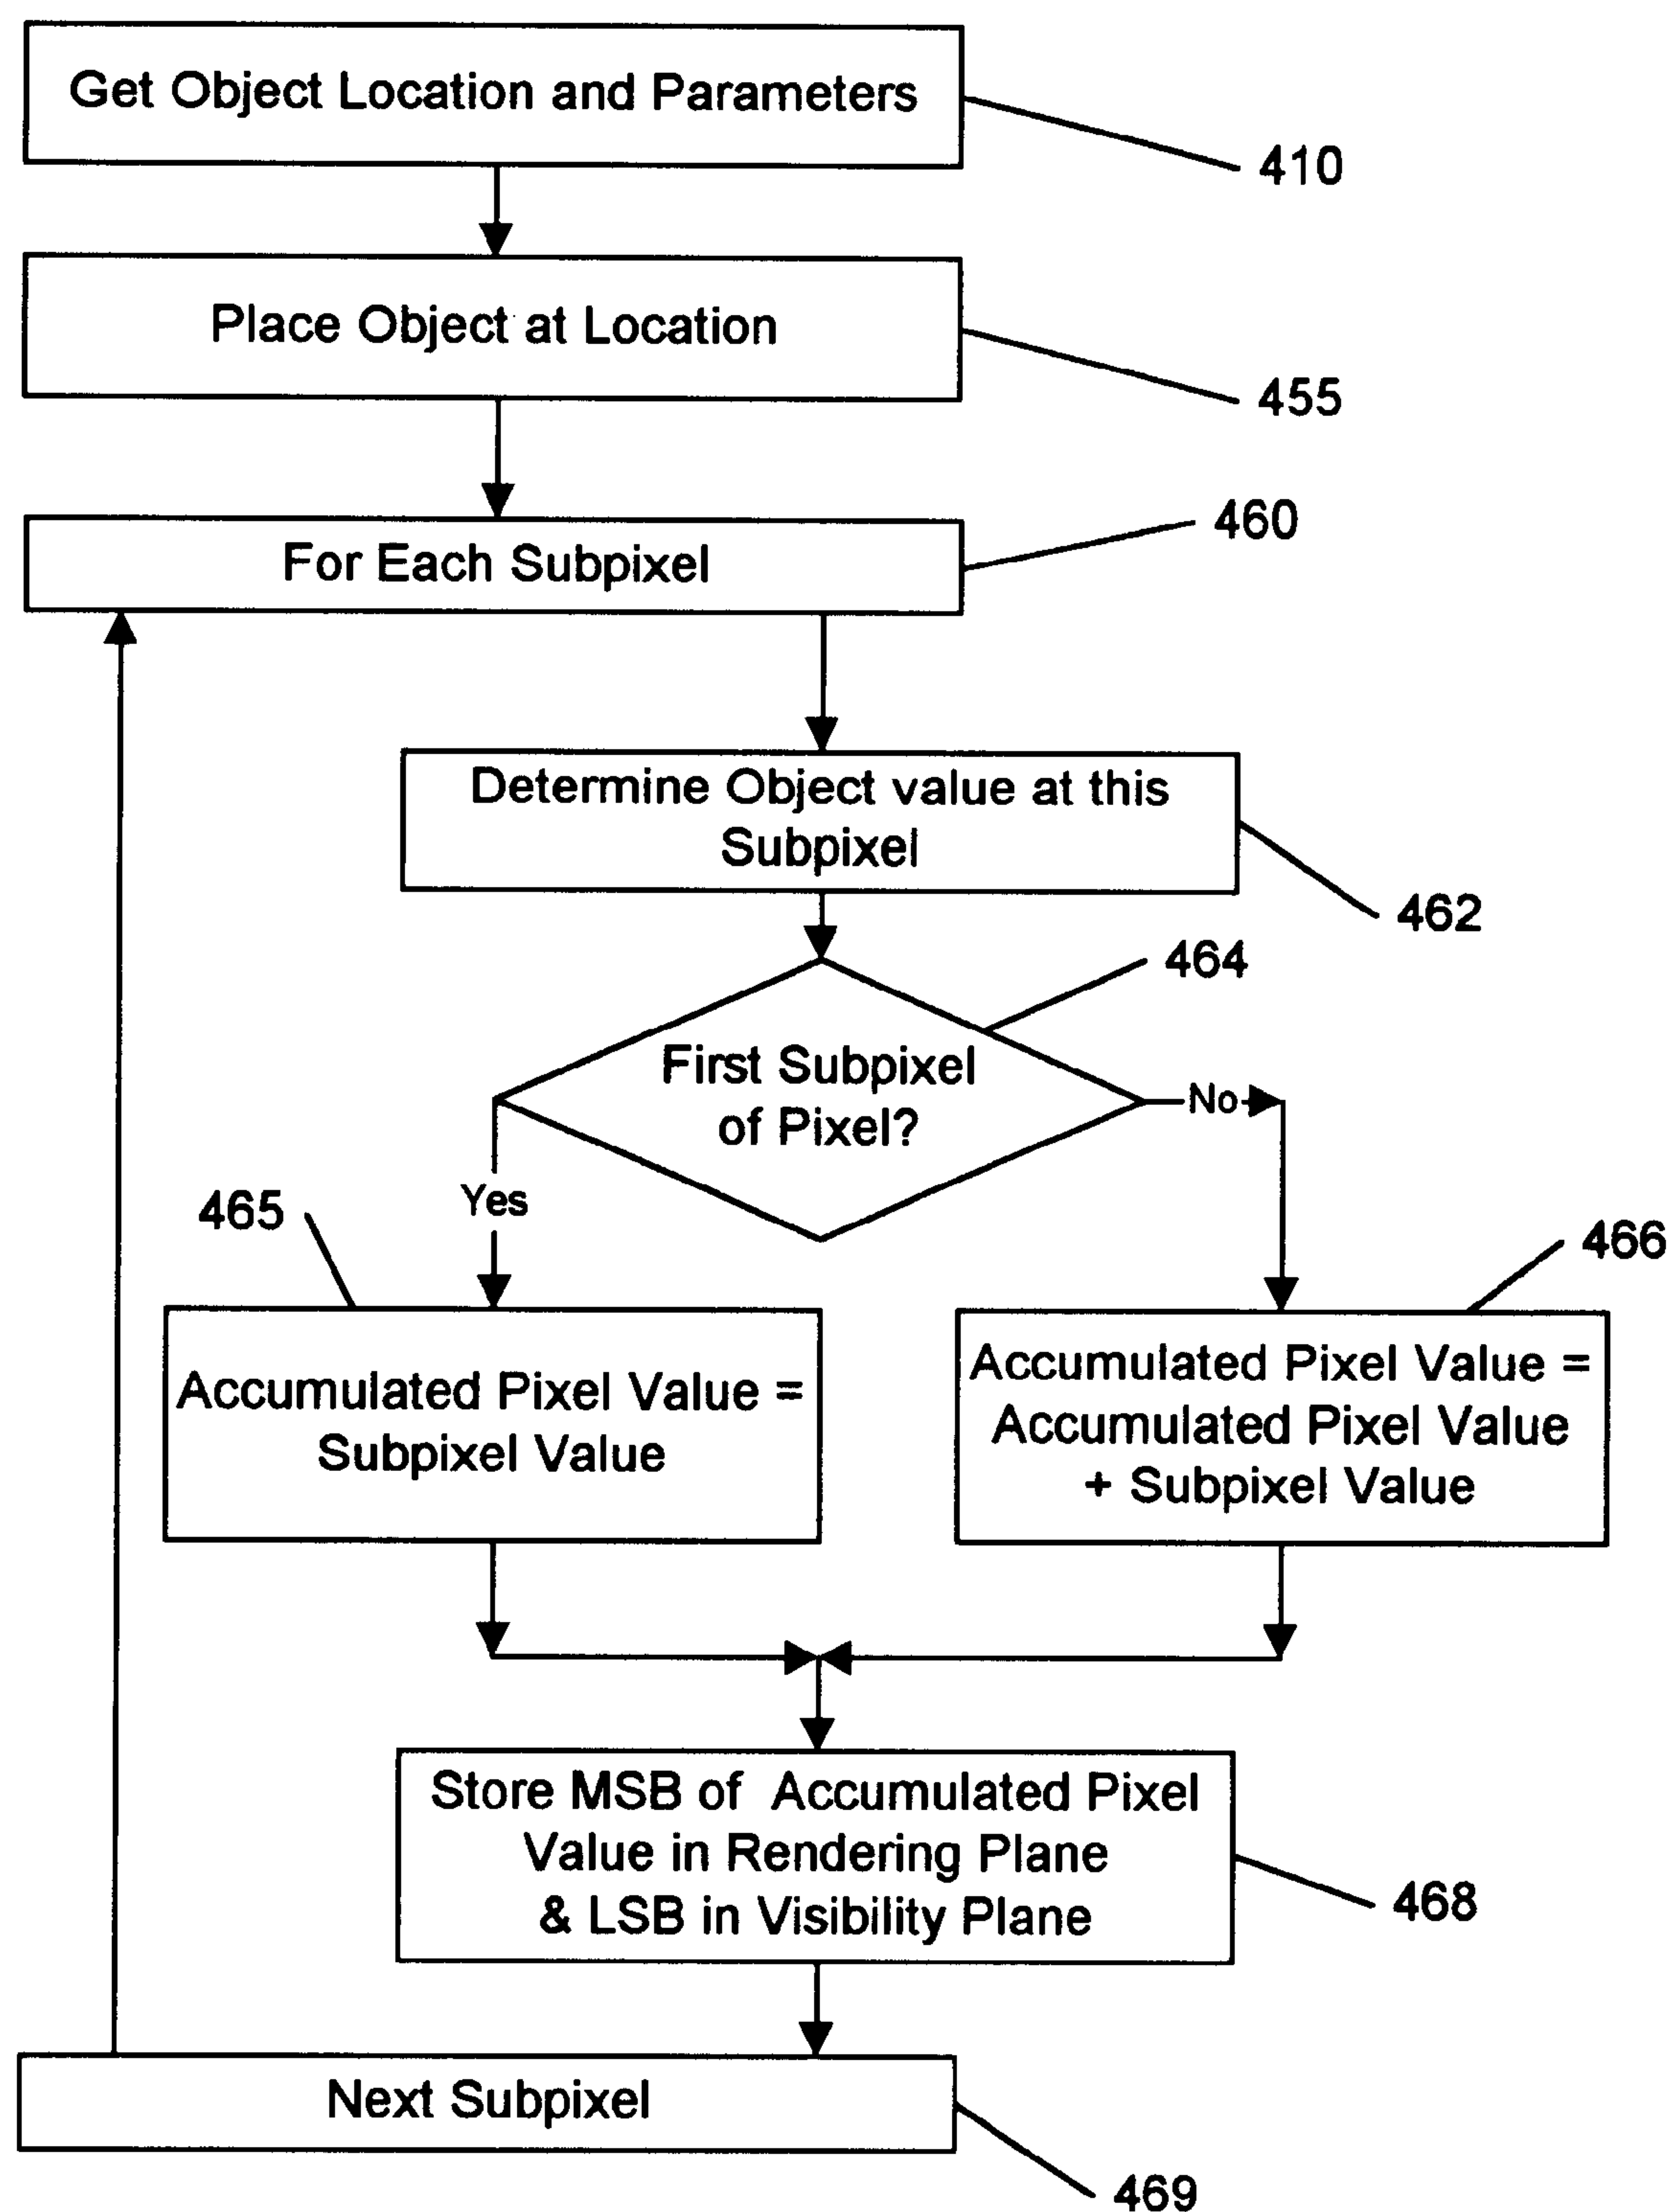 Get Object Location and Parameters
410
Place Object at Location
455
For Each Subpixel
460
Determine Object value at this
Subpixel
462
464
First Subpixel
of Pixel?
No
Yes
465
466
Accumulated Pixel Value =
Subpixel Value
Accumulated Pixel Value =
Accumulated Pixel Value
+ Subpixel Value
Store MSB of Accumulated Pixel
Value in Rendering Plane
& LSB in Visibility Plane
468
Next Subpixel
469